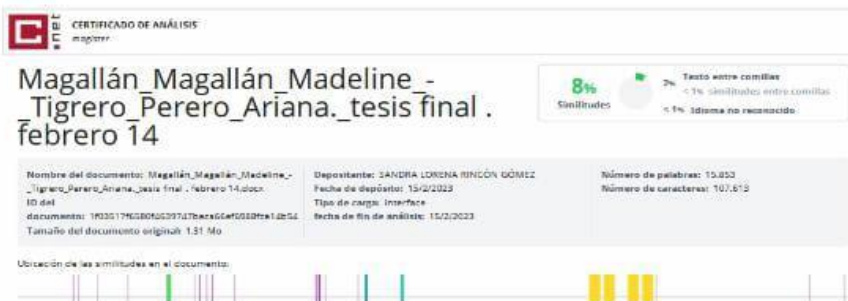 CERTIFICADO DE ANÁLISIS
magister
Magallán_Magallán_Madeline_-
_Tigrero_Perero_Ariana._tesis final .
febrero 14
8%
Similitudes
Texto entre comillas
< 1% similitudes entre comillas
< 1% Idioma no reconocido
Nombre del documento: Magallán_Magallán_Madeline_-
_Tigrero_Perero_Ariana._tesis final . febrero 14.docx
ID del
documento:
Tamaño del documento original: 1.31 Mo
Depositante: SANDRA LORENA RINCÓN GÓMEZ
Fecha de depósito: 15/2/2023
Tipo de carga: interface
fecha de fin de análisis: 15/2/2023
Número de palabras: 15.853
Número de caracteres: 107.613
Ubicación de las similitudes en el documento: